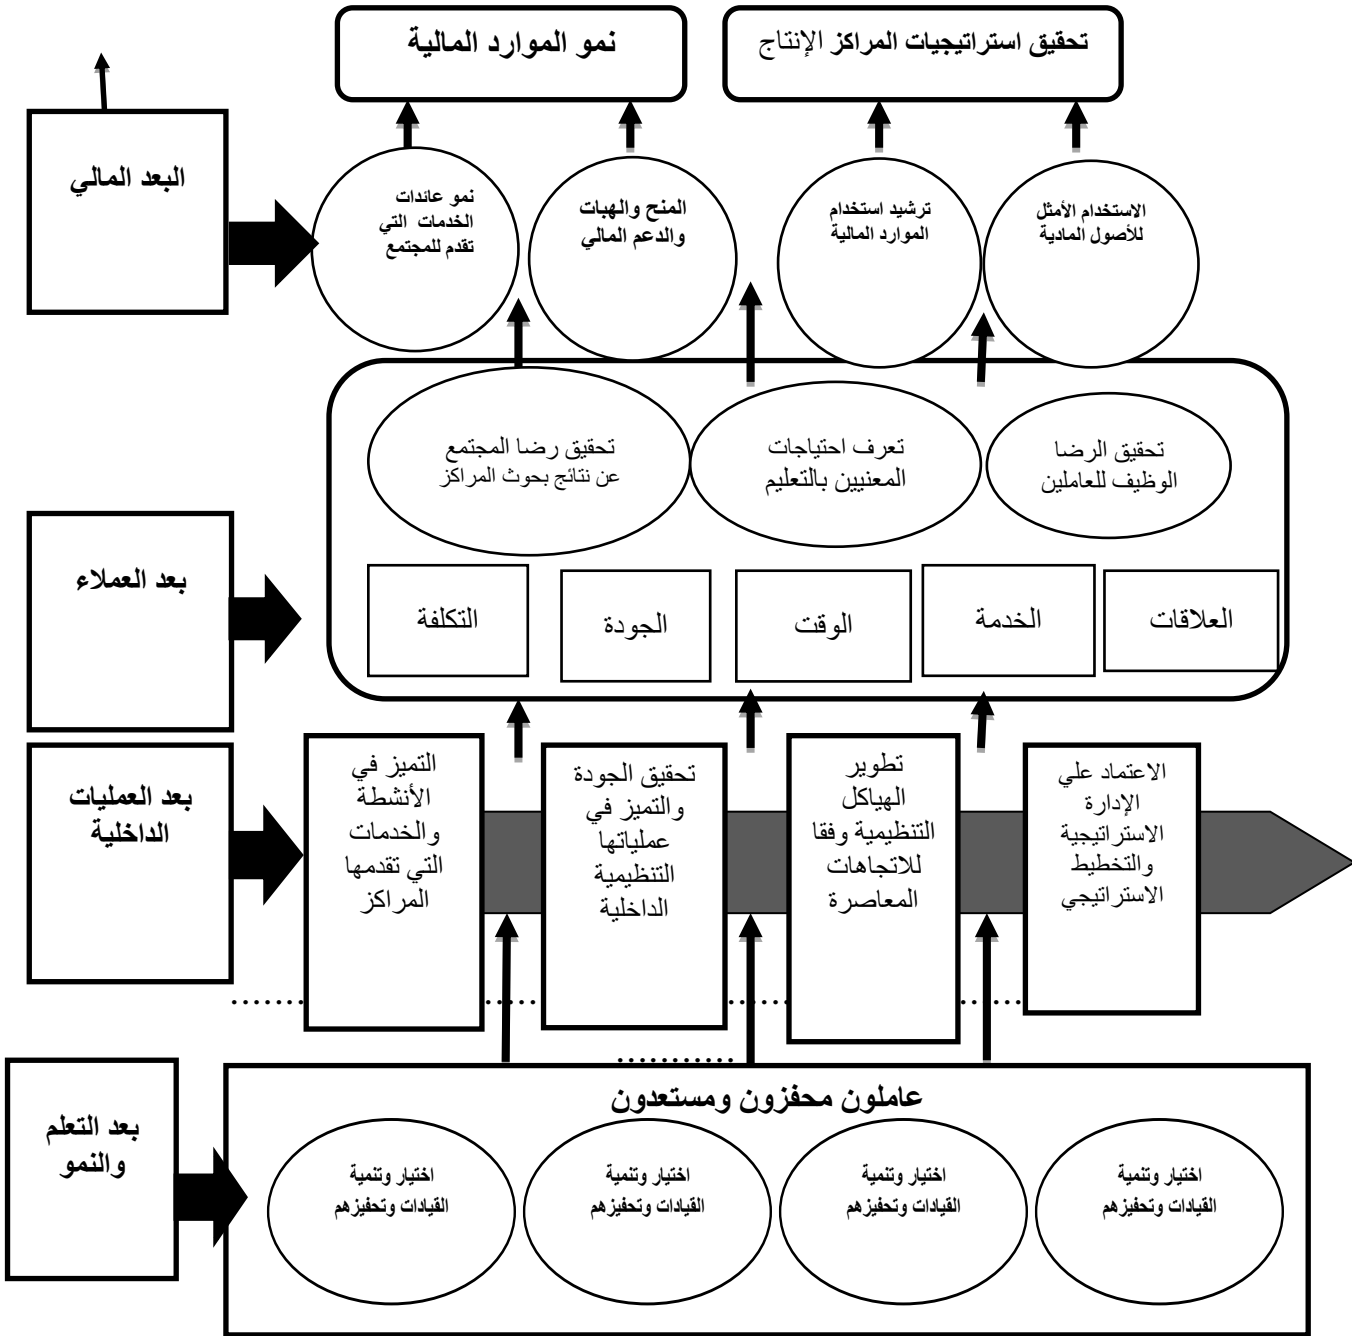 تحقيق استراتيجيات المراكز الإنتاج
نمو الموارد المالية
البعد المالي
الاستخدام الأمثل
للأصول المادية
ترشيد استخدام
الموارد المالية
المنح والهبات
والدعم المالي
نمو عائدات
الخدمات التي
تقدم للمجتمع
بعد العملاء
تحقيق الرضا
الوظيف للعاملين
تعرف احتياجات
المعنيين بالتعليم
تحقيق رضا المجتمع
عن نتائج بحوث المراكز
العلاقات
الخدمة
الوقت
الجودة
التكلفة
بعد العمليات
الداخلية
الاعتماد علي
الإدارة
الاستراتيجية
والتخطيط
الاستراتيجي
تطوير
الهياكل
التنظيمية وفقا
للاتجاهات
المعاصرة
تحقيق الجودة
والتميز في
عملياتها
التنظيمية
الداخلية
التميز في
الأنشطة
والخدمات
التي تقدمها
المراكز
بعد التعلم
والنمو
عاملون محفزون ومستعدون
اختيار وتنمية
القيادات وتحفيزهم
اختيار وتنمية
القيادات وتحفيزهم
اختيار وتنمية
القيادات وتحفيزهم
اختيار وتنمية
القيادات وتحفيزهم